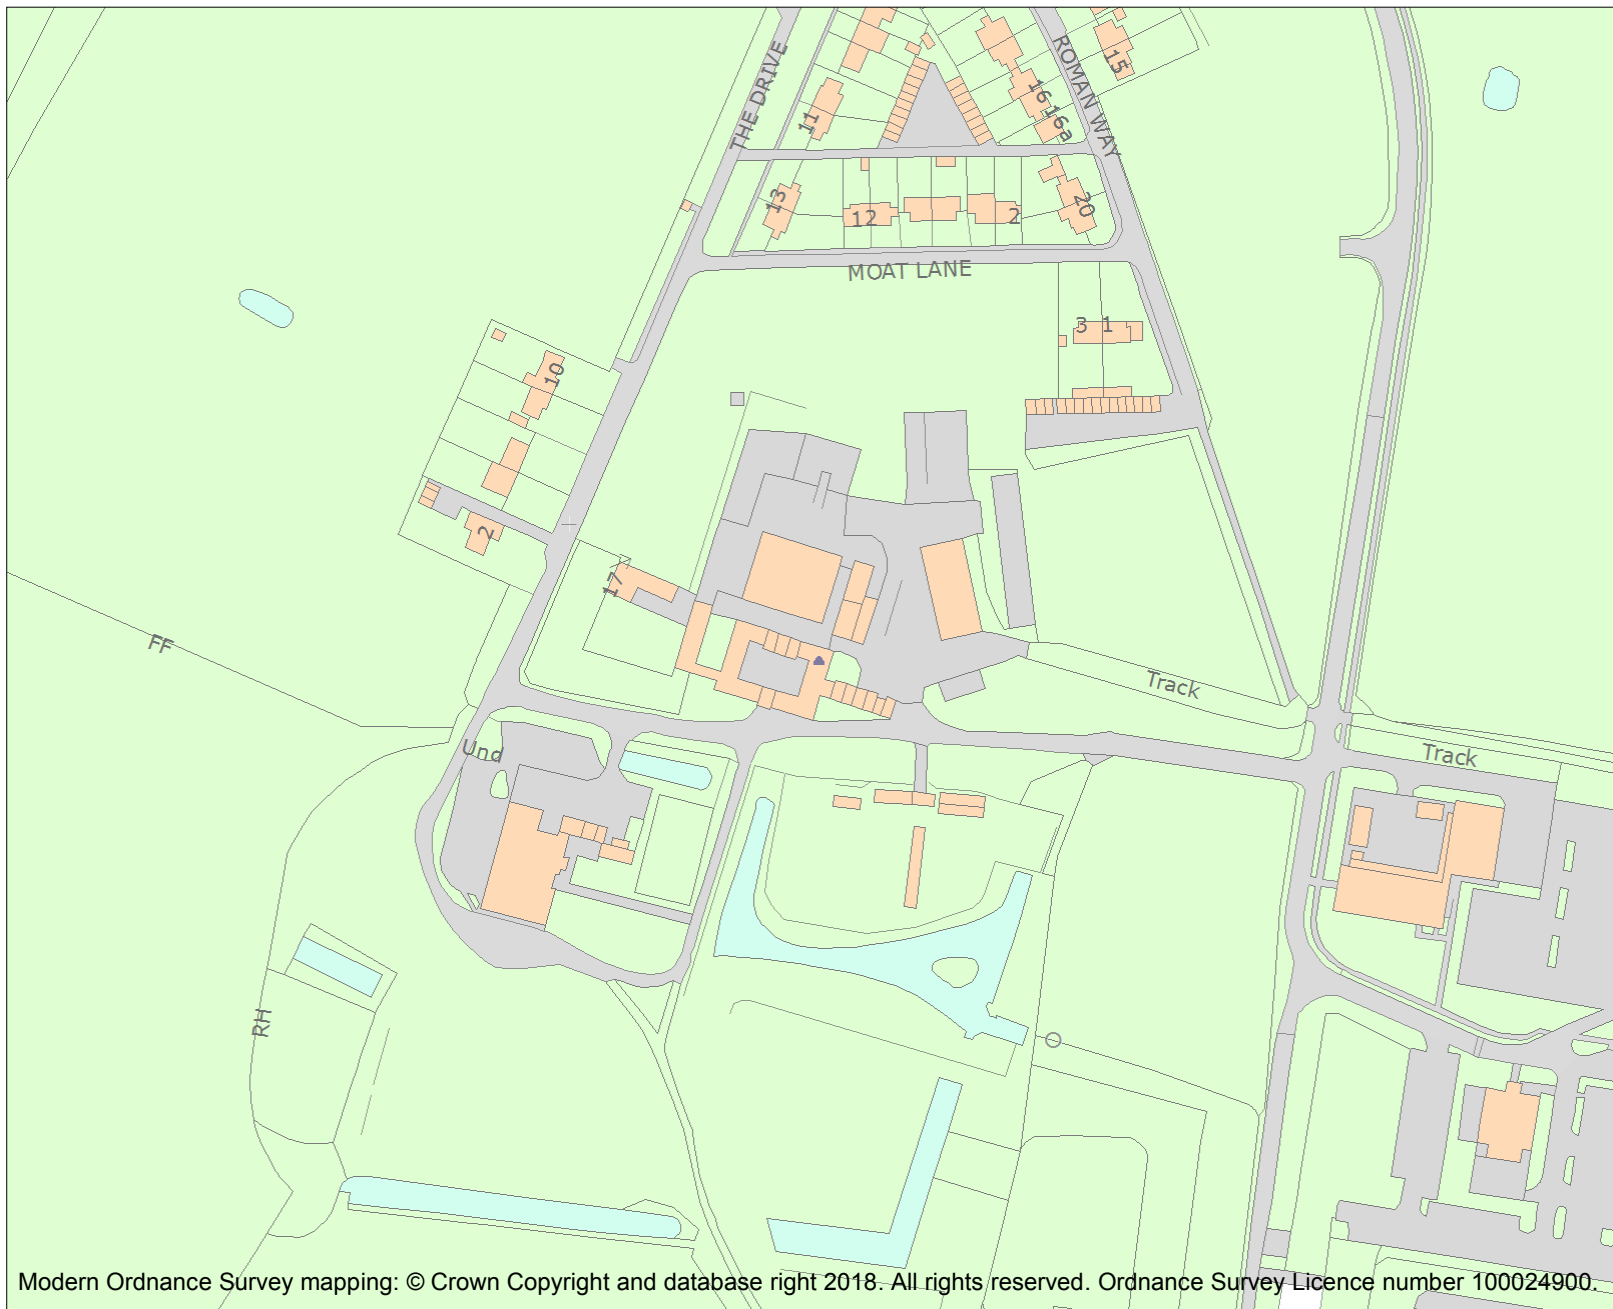 THE DRIVE
ROMAN WAY
15
16
16a
11
13
12
2
20
MOAT LANE
3 1
10
2
17
FF
Track
Und
Track
RH
Modern Ordnance Survey mapping: © Crown Copyright and database right 2018. All rights reserved. Ordnance Survey Licence number 100024900.